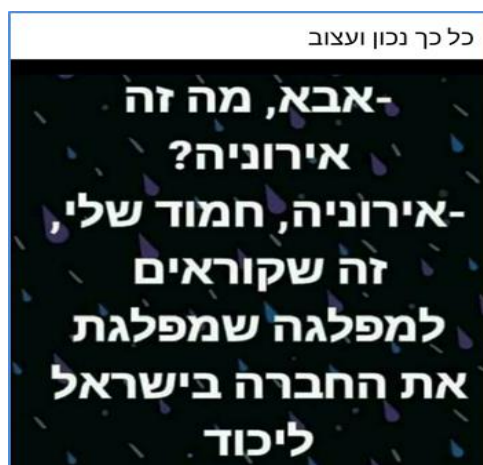 כל כך נכון ועצוב
-אבא, מה זה
אירוניה?
-אירוניה, חמוד שלי,
זה שקוראים
למפלגה שמפלגת
את החברה בישראל
ליכוד